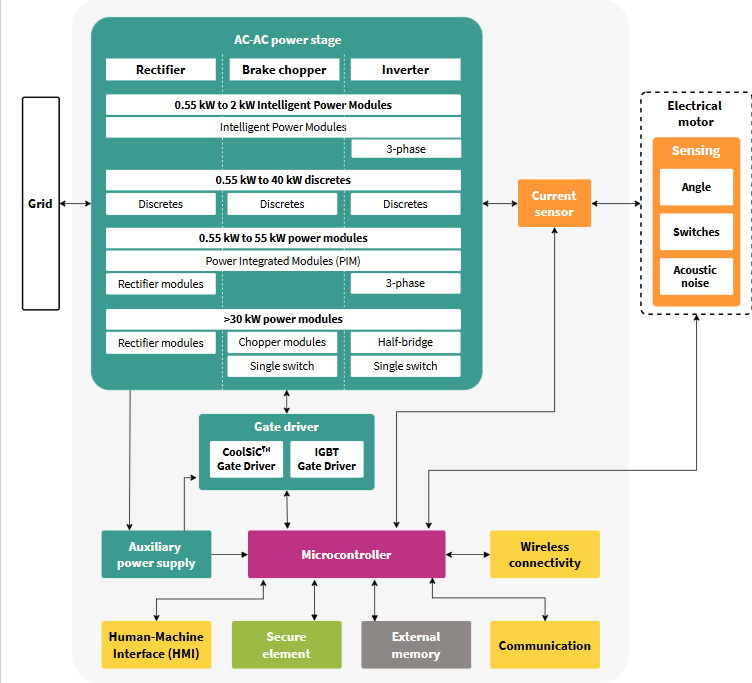 AC-AC power stage
Rectifier
Brake chopper
Inverter
0.55 kW to 2 kW Intelligent Power Modules
Intelligent Power Modules
3-phase
0.55 kW to 40 kW discretes
Discretes
Discretes
Discretes
0.55 kW to 55 kW power modules
Power Integrated Modules (PIM)
Rectifier modules
3-phase
>30 kW power modules
Rectifier modules
Chopper modules
Half-bridge
Single switch
Single switch
Grid
Current
sensor
Electrical
motor
Sensing
Angle
Switches
Acoustic
noise
Gate driver
CoolSiC™
Gate Driver
IGBT
Gate Driver
Auxiliary
power supply
Microcontroller
Wireless
connectivity
Human-Machine
Interface (HMI)
Secure
element
External
memory
Communication